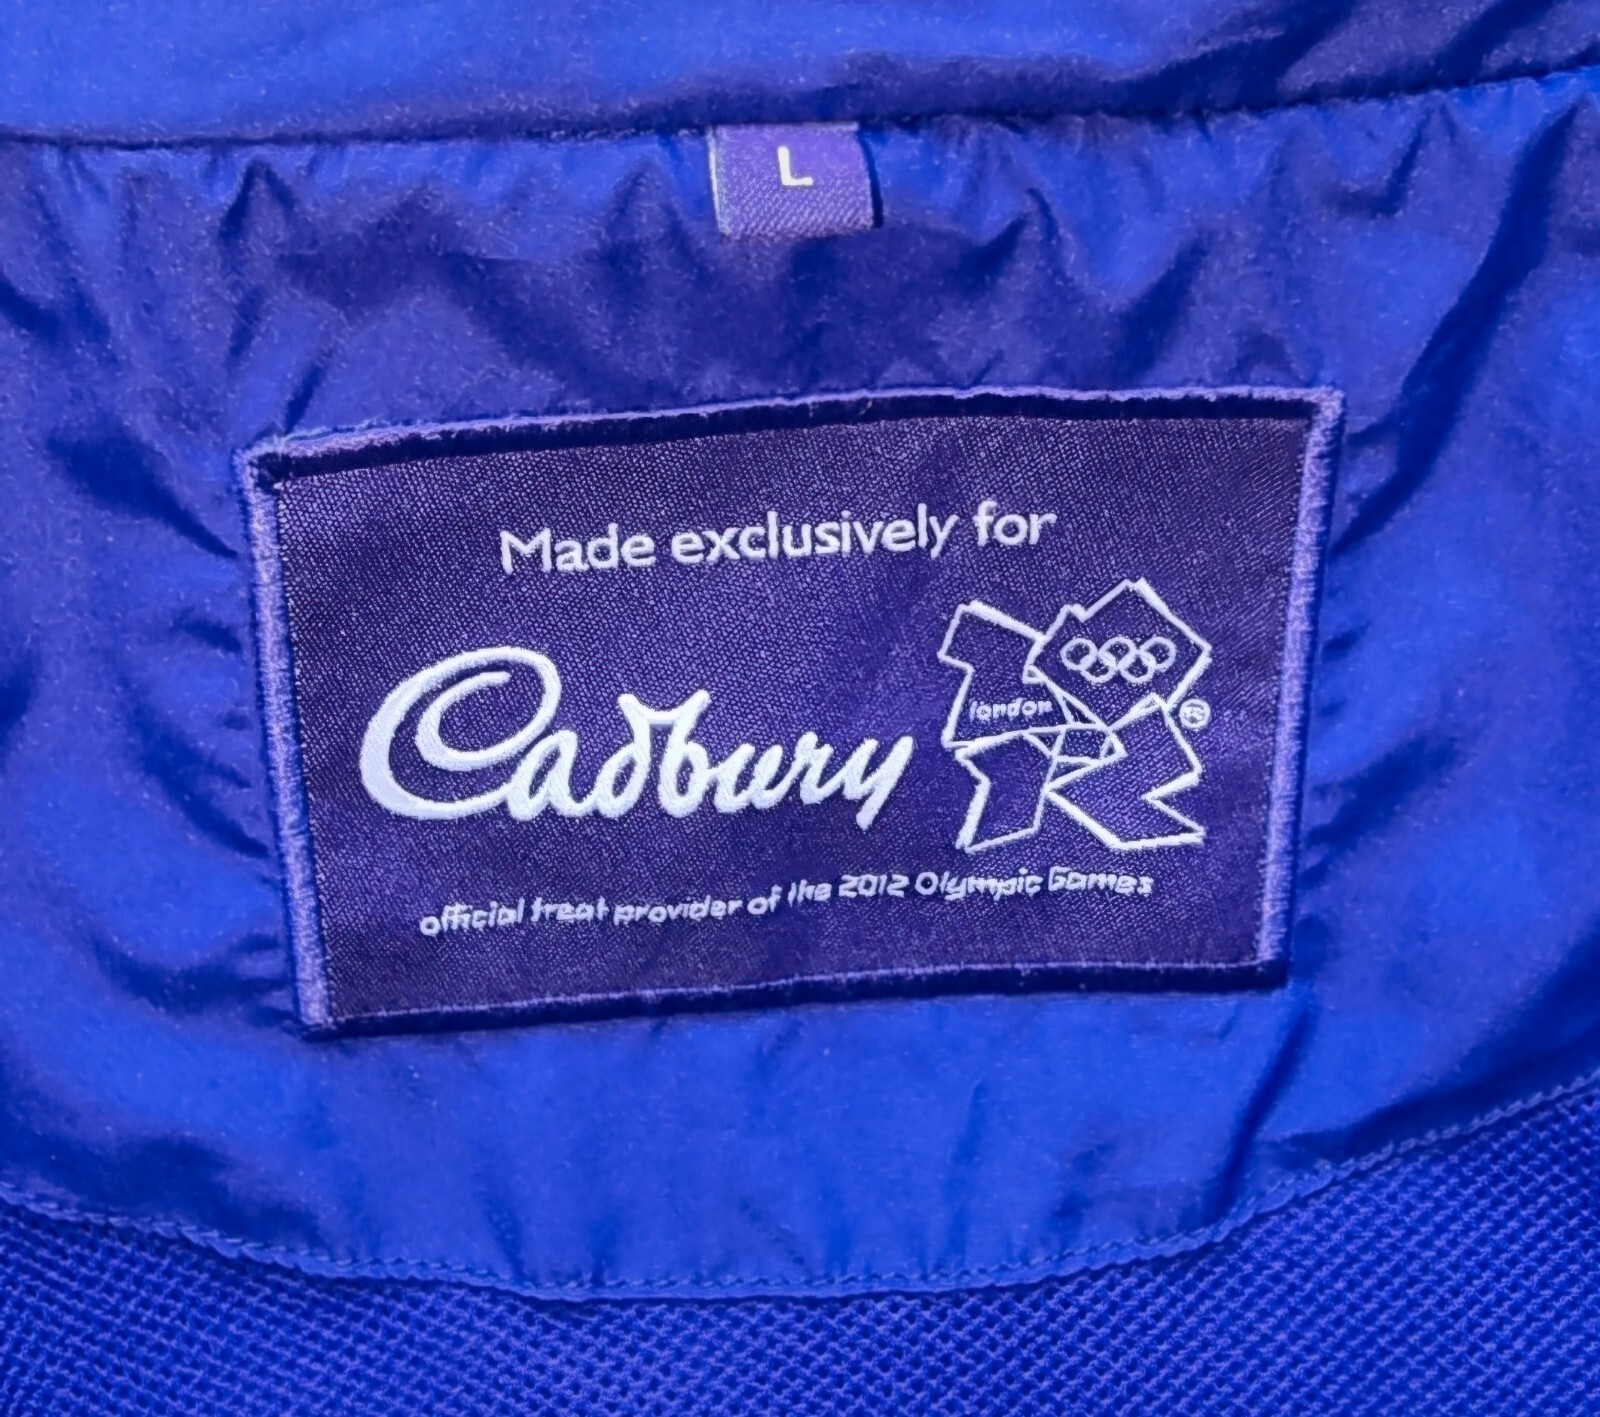 L
Made exclusively for
Cadbury
london
®
official treat provider of the 2012 Olympic Games